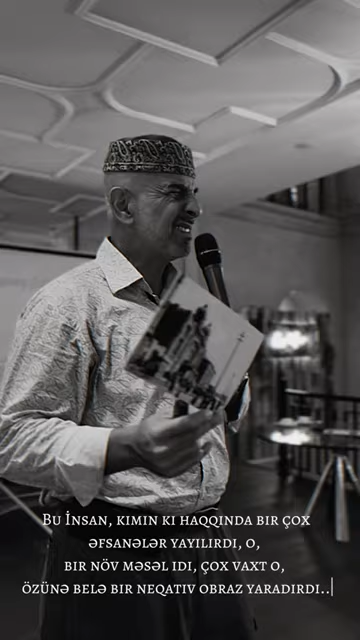 Bu İnsan, kimin ki haqqında bir çox
əfsanələr yayılırdı, o,
bir növ məsəl idi, çox vaxt o,
özünə belə bir neqativ obraz yaradırdı..|